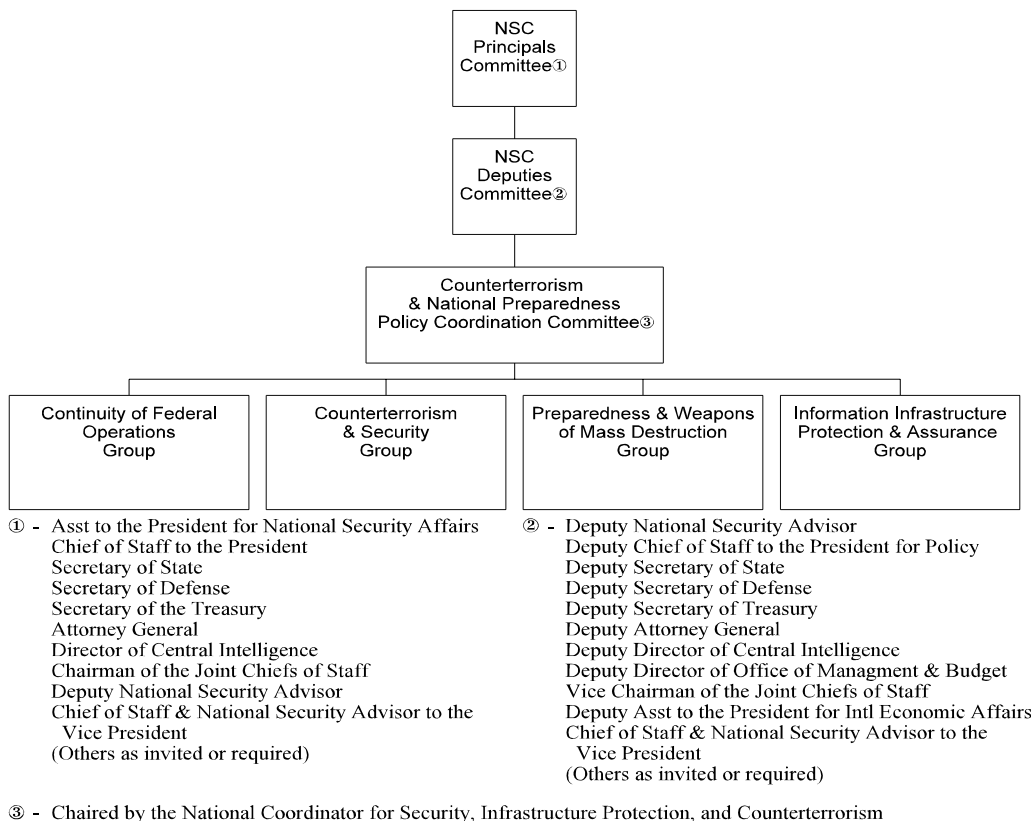 NSC
Principals
Committee①
NSC
Deputies
Committee②
Counterterrorism
& National Preparedness
Policy Coordination Committee③
Continuity of Federal
Operations
Group
Counterterrorism
& Security
Group
Preparedness & Weapons
of Mass Destruction
Group
Information Infrastructure
Protection & Assurance
Group
① - Asst to the President for National Security Affairs
Chief of Staff to the President
Secretary of State
Secretary of Defense
Secretary of the Treasury
Attorney General
Director of Central Intelligence
Chairman of the Joint Chiefs of Staff
Deputy National Security Advisor
Chief of Staff & National Security Advisor to the
Vice President
(Others as invited or required)
② - Deputy National Security Advisor
Deputy Chief of Staff to the President for Policy
Deputy Secretary of State
Deputy Secretary of Defense
Deputy Secretary of Treasury
Deputy Attorney General
Deputy Director of Central Intelligence
Deputy Director of Office of Managment & Budget
Vice Chairman of the Joint Chiefs of Staff
Deputy Asst to the President for Intl Economic Affairs
Chief of Staff & National Security Advisor to the
Vice President
(Others as invited or required)
③ - Chaired by the National Coordinator for Security, Infrastructure Protection, and Counterterrorism